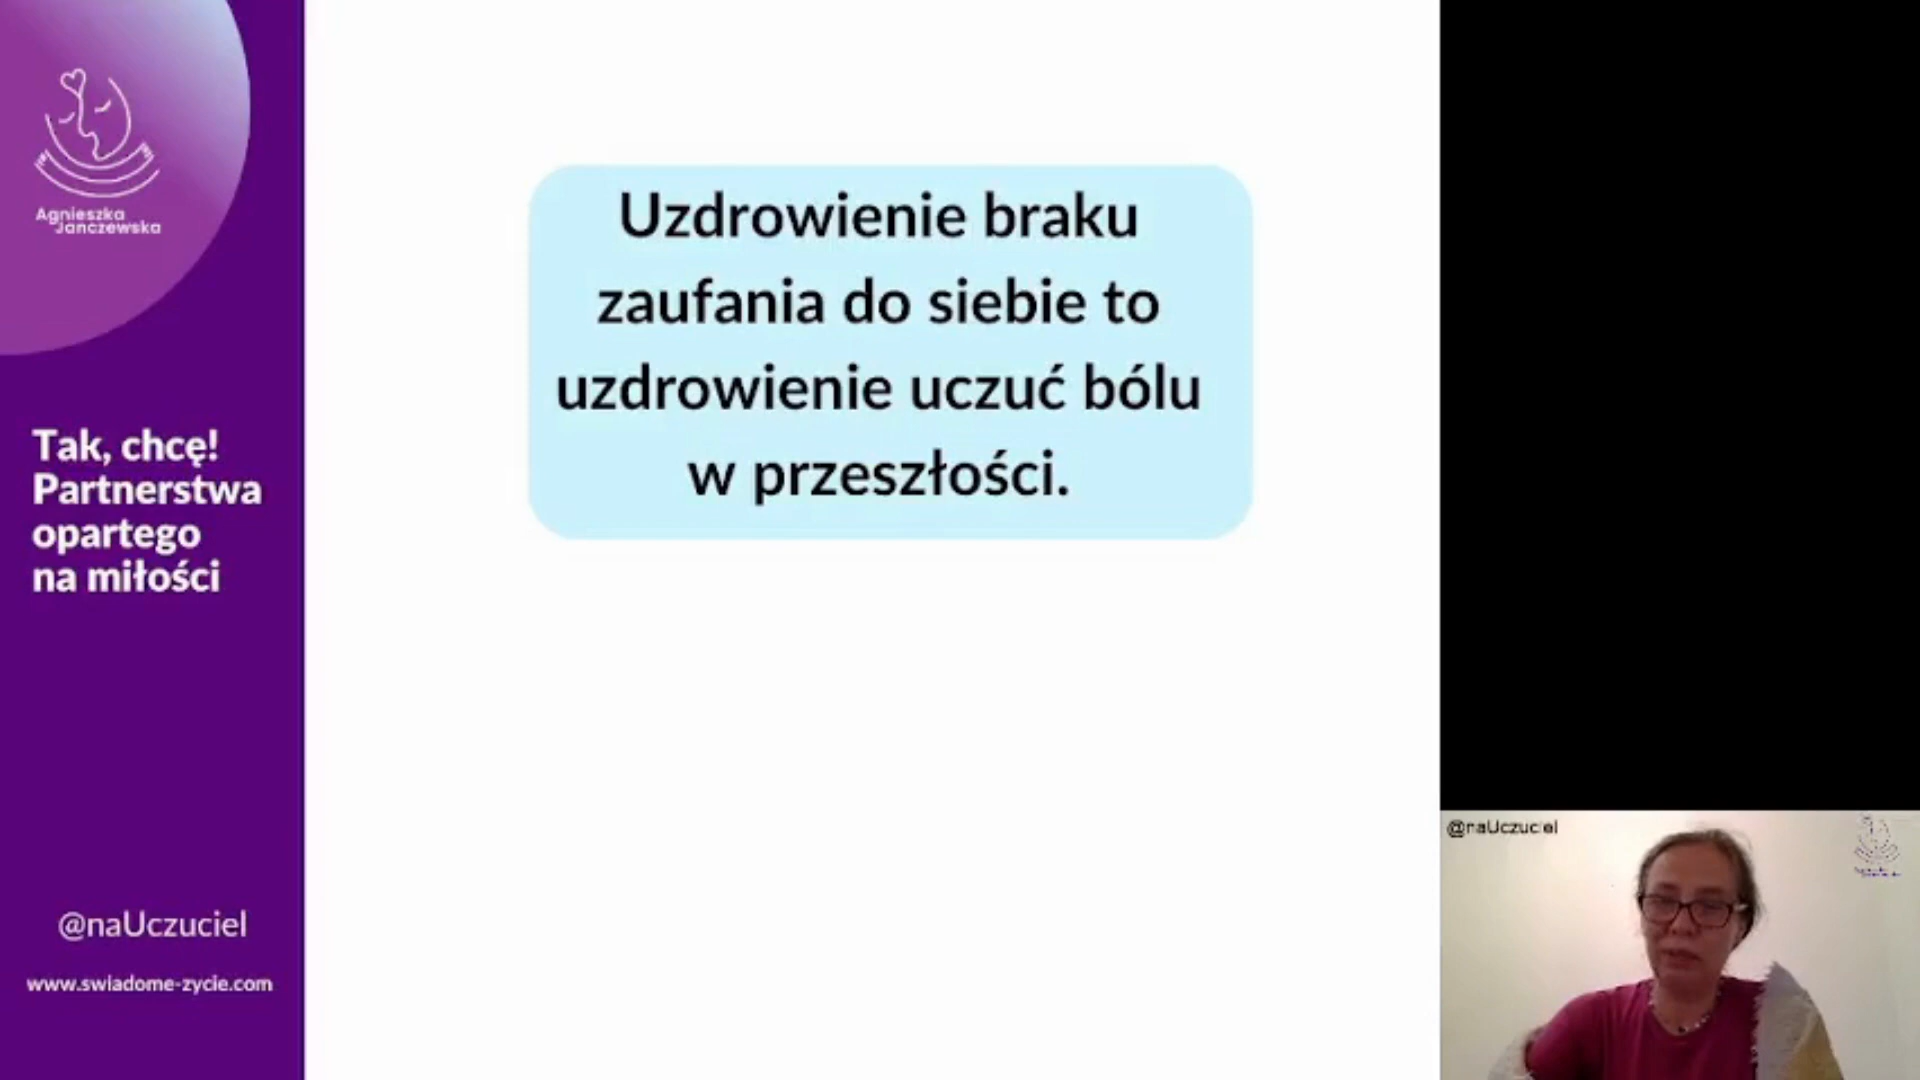 Agnieszka
Janczewska
Tak, chcę!
Partnerstwa
opartego
na miłości
@naUczuciel
www.swiadome-zycie.com
Uzdrowienie braku
zaufania do siebie to
uzdrowienie uczuć bólu
w przeszłości.
@naUczuciel